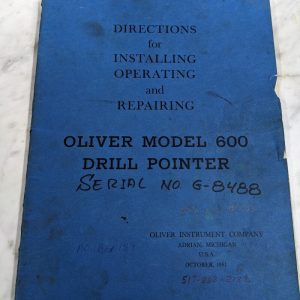 DIRECTIONS
for
INSTALLING
OPERATING
and
REPAIRING
OLIVER MODEL 600
DRILL POINTER
SERIAL NO G-8488
OLIVER INSTRUMENT COMPANY
ADRIAN, MICHIGAN
U.S.A.
OCTOBER, 1981